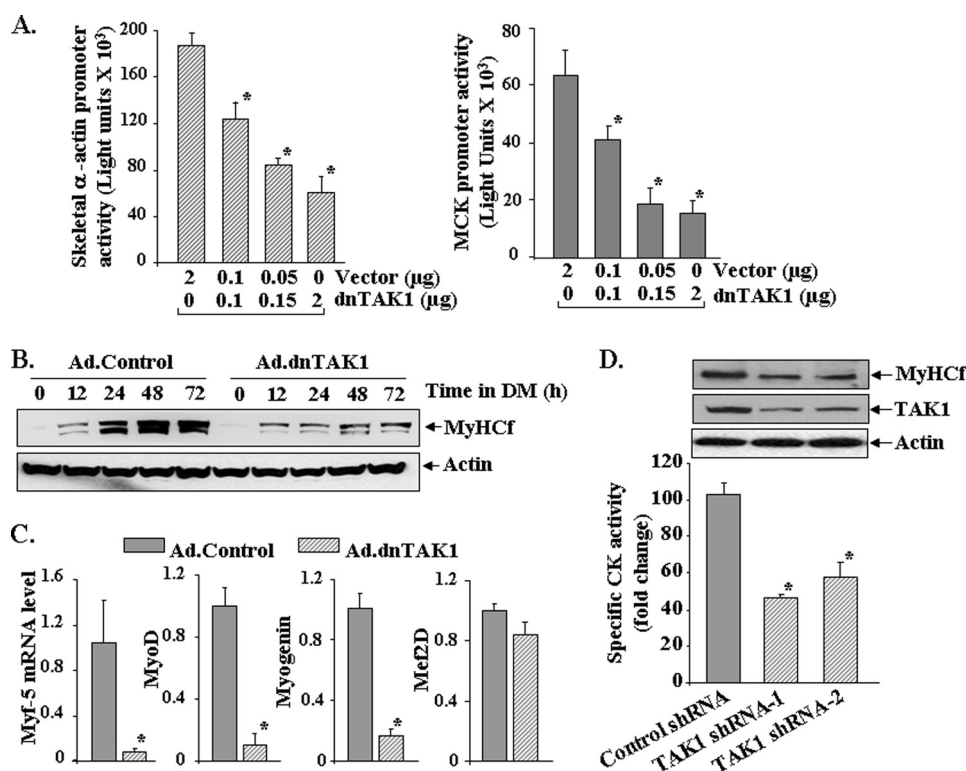 A.
Skeletal α-actin promoter
activity (Light units X 10³)
200
160
120
80
40
0
*
*
*
2 0.1 0.05 0 Vector (µg)
0 0.1 0.15 2 dnTAK1 (µg)
MCK promoter activity
(Light Units X 10³)
80
60
40
20
0
*
*
*
2 0.1 0.05 0 Vector (µg)
0 0.1 0.15 2 dnTAK1 (µg)
B.
Ad.Control Ad.dnTAK1
0 12 24 48 72 0 12 24 48 72 Time in DM (h)
MyHCf
Actin
C.
Ad.Control Ad.dnTAK1
Myf-5 mRNA level
1.6
1.2
0.8
0.4
0
*
MyoD
1.2
0.8
0.4
0
*
Myogenin
1.2
0.8
0.4
0
*
Mef2D
1.2
0.8
0.4
0
D.
MyHCf
TAK1
Actin
Specific CK activity
(fold change)
120
100
80
60
40
20
0
*
*
Control shRNA
TAK1 shRNA-1
TAK1 shRNA-2